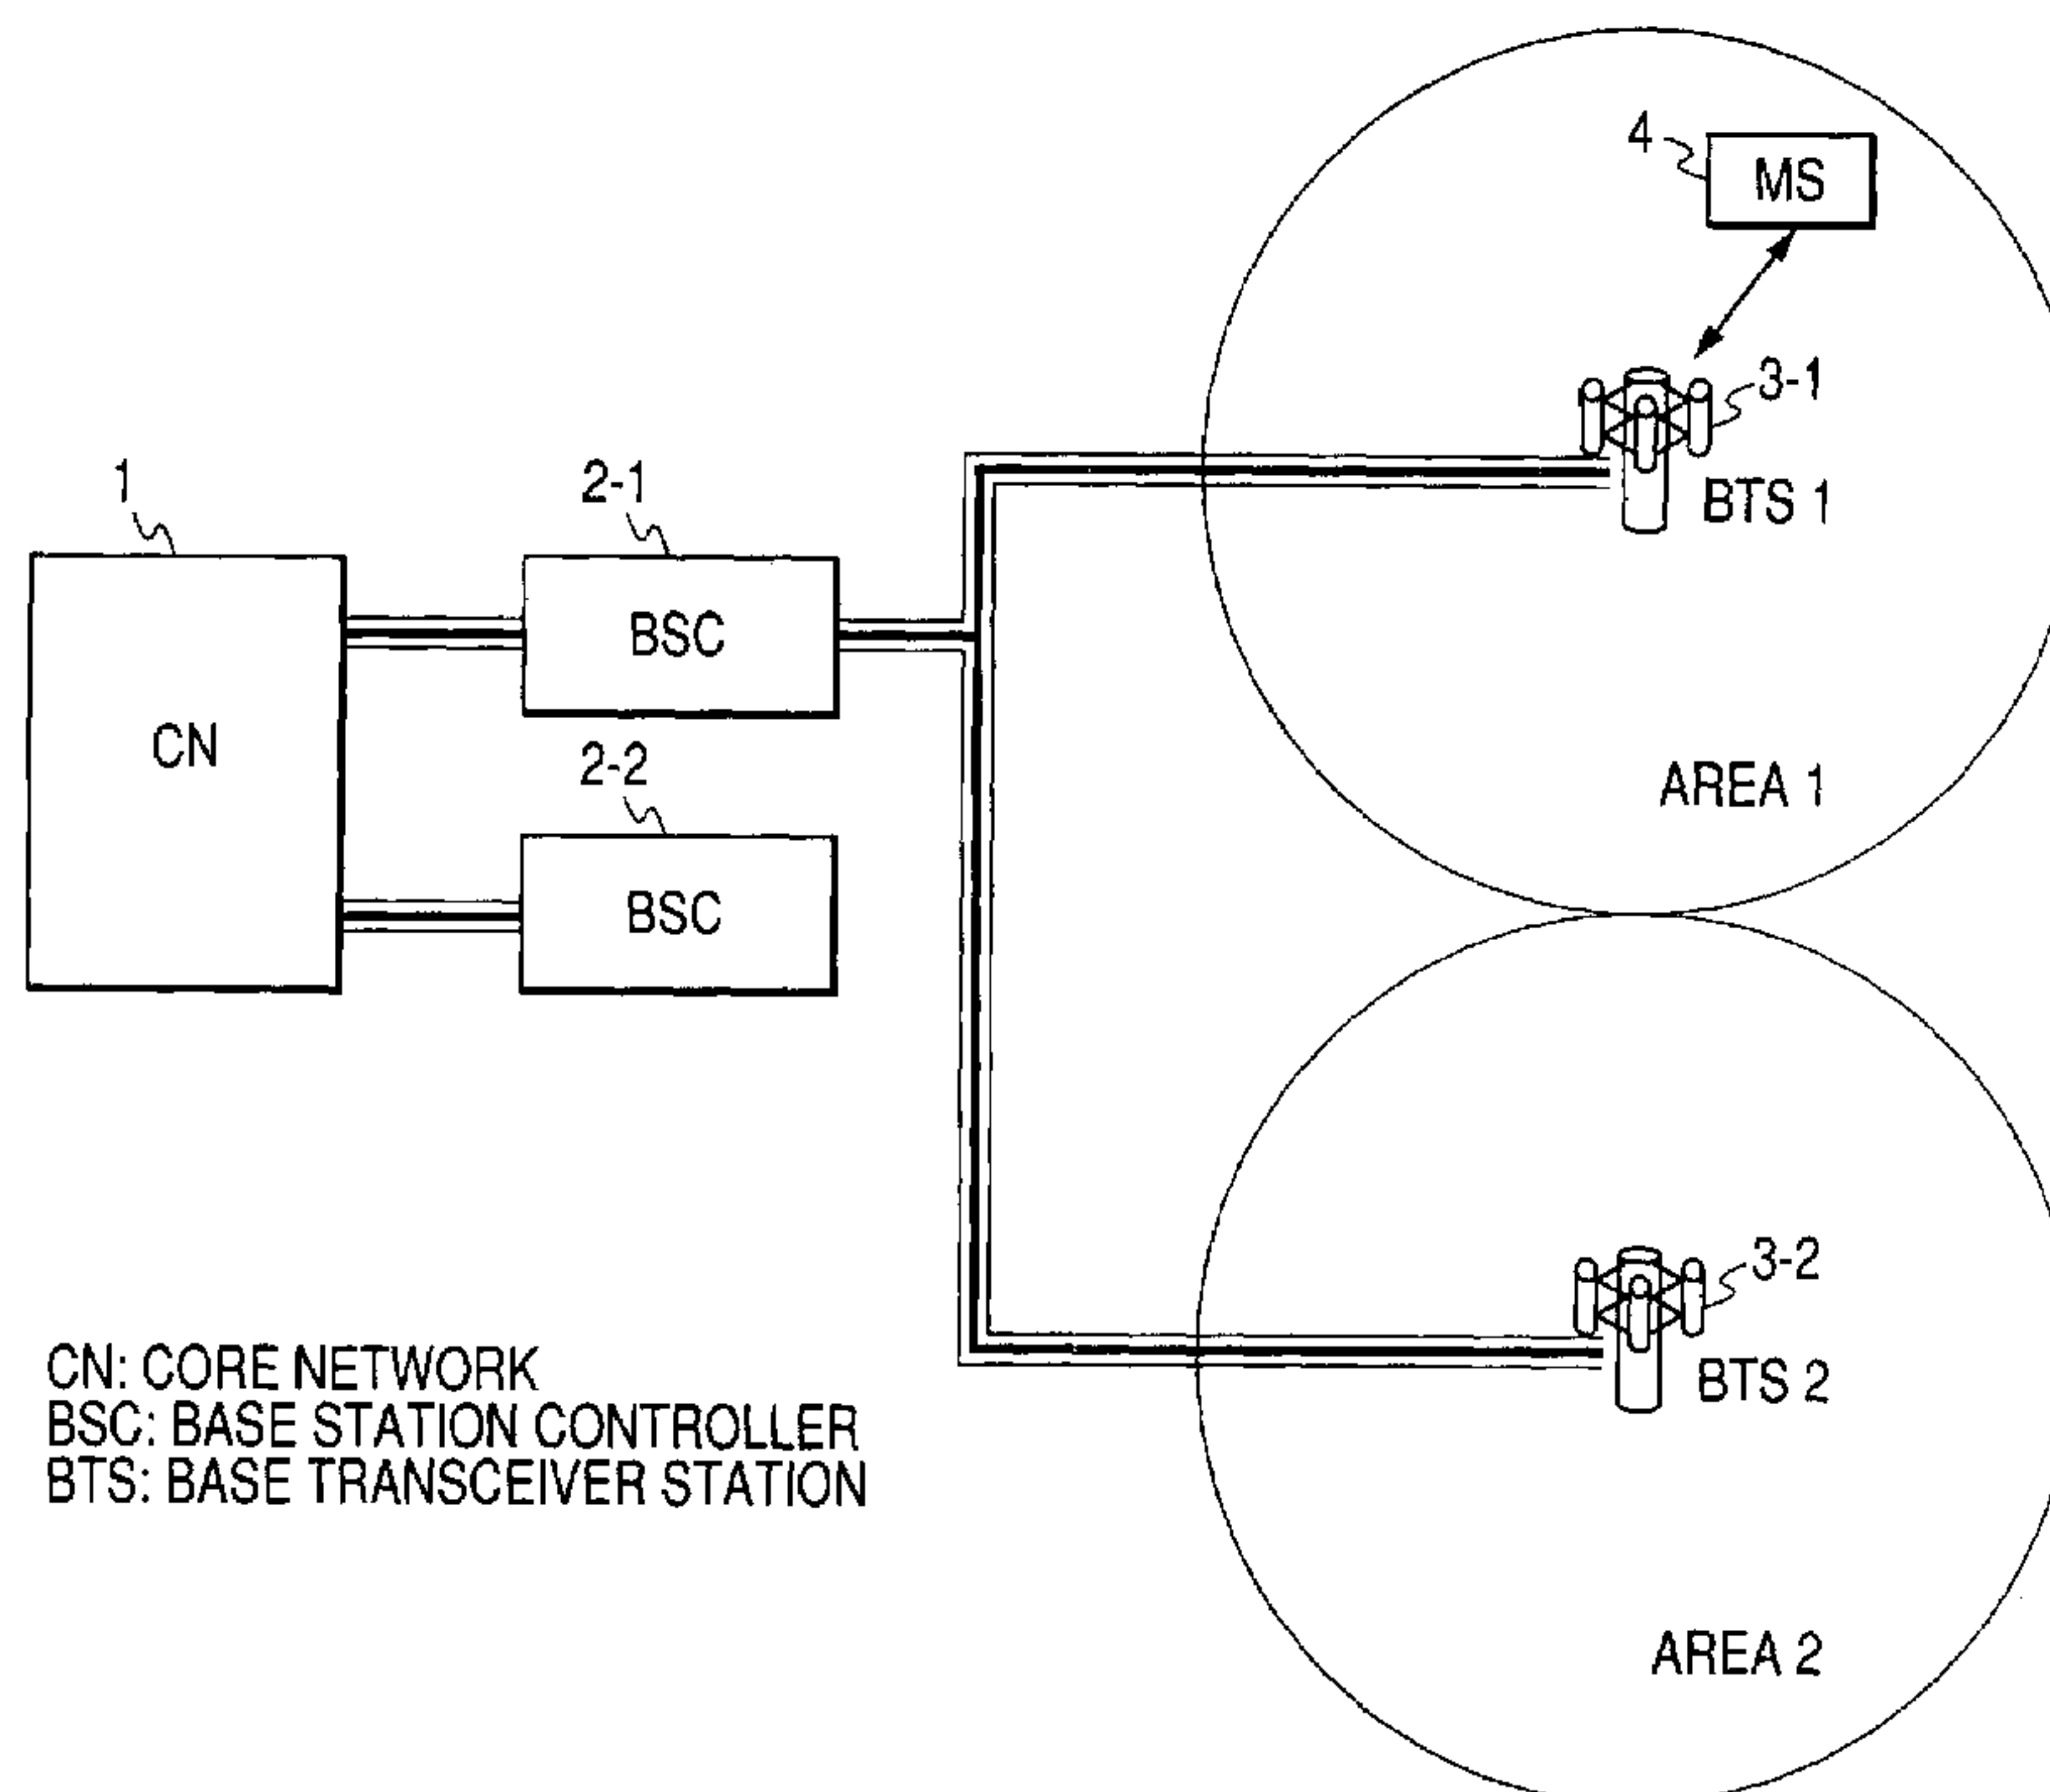 4
MS
3-1
BTS 1
1
2-1
BSC
CN
2-2
BSC
AREA 1
3-2
BTS 2
AREA 2
CN: CORE NETWORK
BSC: BASE STATION CONTROLLER
BTS: BASE TRANSCEIVER STATION